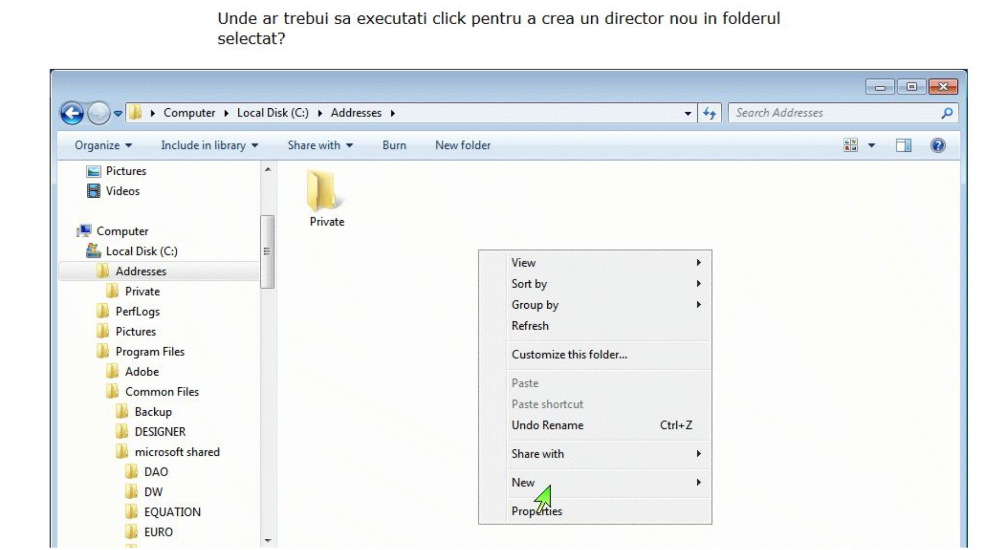 Unde ar trebui sa executati click pentru a crea un director nou in folderul
selectat?
Computer Local Disk (C:) Addresses
Search Addresses
Organize Include in library Share with Burn New folder
Pictures
Videos
Computer
Local Disk (C:)
Addresses
Private
PerfLogs
Pictures
Program Files
Adobe
Common Files
Backup
DESIGNER
microsoft shared
DAO
DW
EQUATION
EURO
Private
View
Sort by
Group by
Refresh
Customize this folder...
Paste
Paste shortcut
Undo Rename Ctrl+Z
Share with
New
Properties